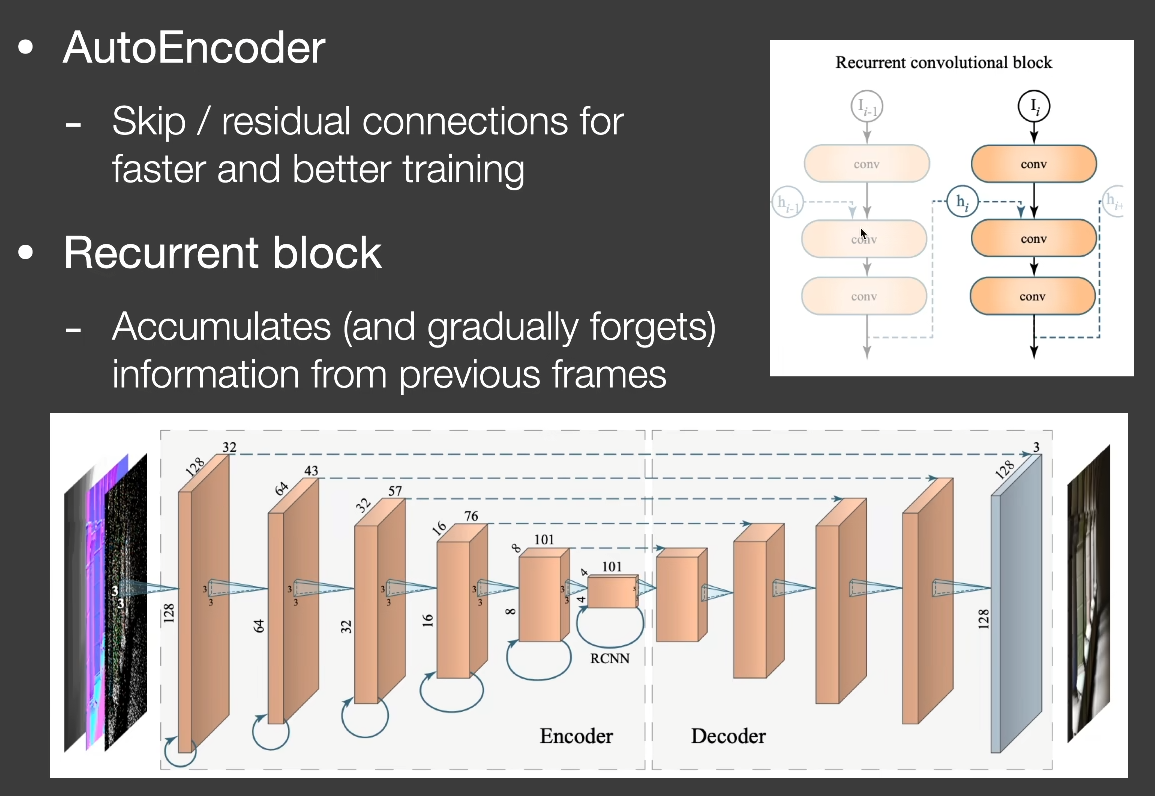 • AutoEncoder
- Skip / residual connections for
faster and better training
• Recurrent block
- Accumulates (and gradually forgets)
information from previous frames
Recurrent convolutional block
I_{i-1}
I_i
conv
conv
h_{i-1}
h_i
h_{i+
conv
conv
conv
conv
32
128
43
64
57
32
76
16
101
8
101
4
3
128
3
3
3
3
3
3
3
3
3
3
3
3
3
128
64
32
16
8
4
128
RCNN
Encoder
Decoder